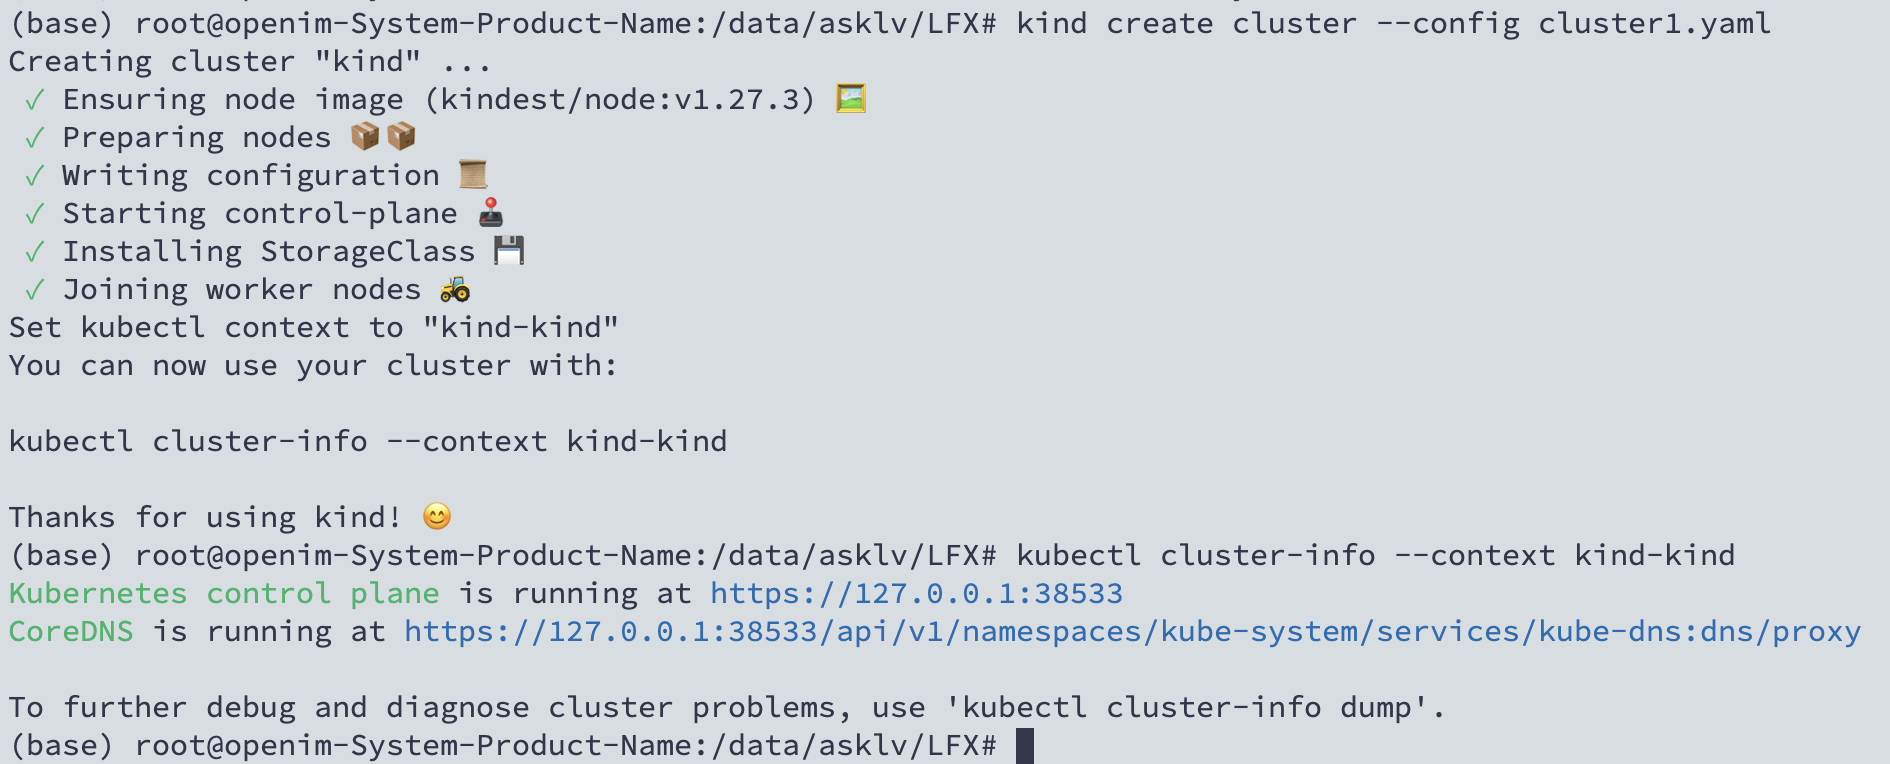 (base) root@openim-System-Product-Name:/data/asklv/LFX# kind create cluster --config cluster1.yaml
Creating cluster "kind" ...
✓ Ensuring node image (kindest/node:v1.27.3) 🖼
✓ Preparing nodes 📦📦
✓ Writing configuration 📜
✓ Starting control-plane 🕹
✓ Installing StorageClass 💾
✓ Joining worker nodes 🚜
Set kubectl context to "kind-kind"
You can now use your cluster with:

kubectl cluster-info --context kind-kind

Thanks for using kind! 😊
(base) root@openim-System-Product-Name:/data/asklv/LFX# kubectl cluster-info --context kind-kind
Kubernetes control plane is running at https://127.0.0.1:38533
CoreDNS is running at https://127.0.0.1:38533/api/v1/namespaces/kube-system/services/kube-dns:dns/proxy

To further debug and diagnose cluster problems, use 'kubectl cluster-info dump'.
(base) root@openim-System-Product-Name:/data/asklv/LFX#